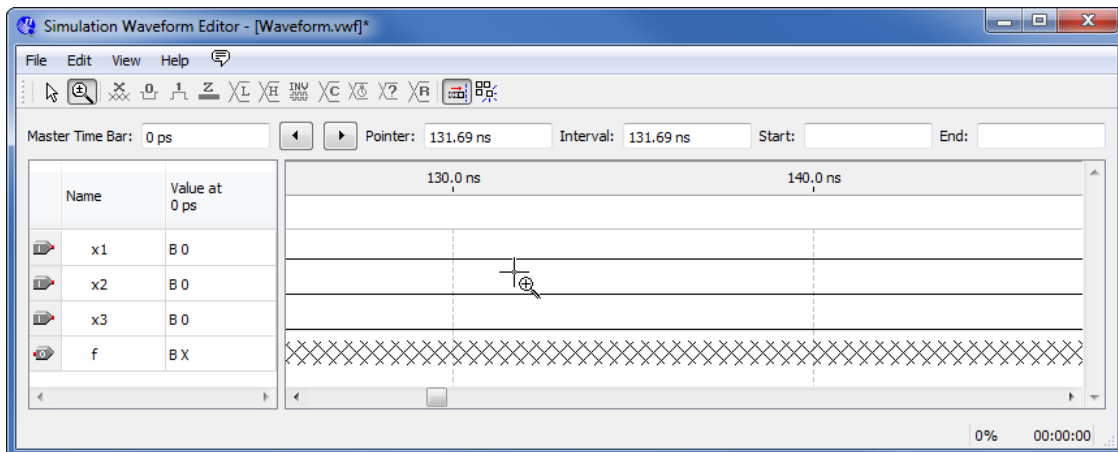 Simulation Waveform Editor - [Waveform.vwf]*
File Edit View Help
Master Time Bar: 0 ps Pointer: 131.69 ns Interval: 131.69 ns Start: End:
Name Value at 0 ps 130.0 ns 140.0 ns
x1 B 0
x2 B 0
x3 B 0
f B X
0% 00:00:00